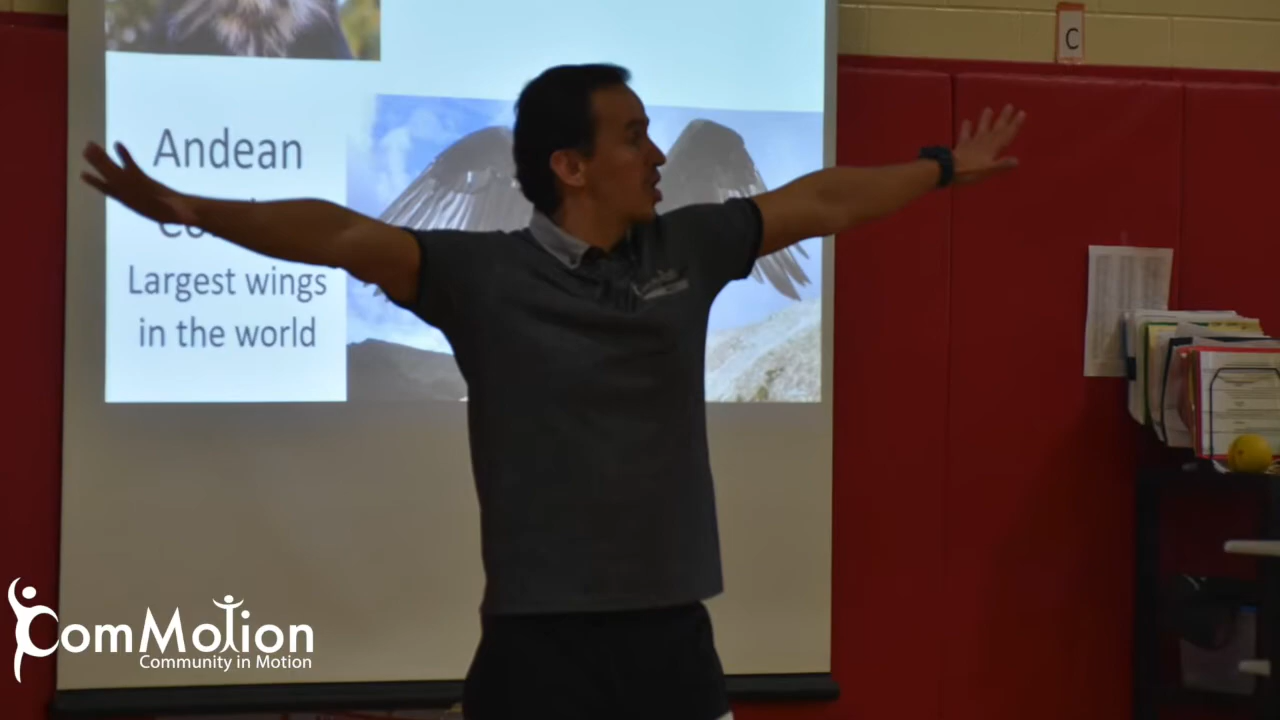 C
Andean
Largest wings
in the world
ComMotion
Community in Motion